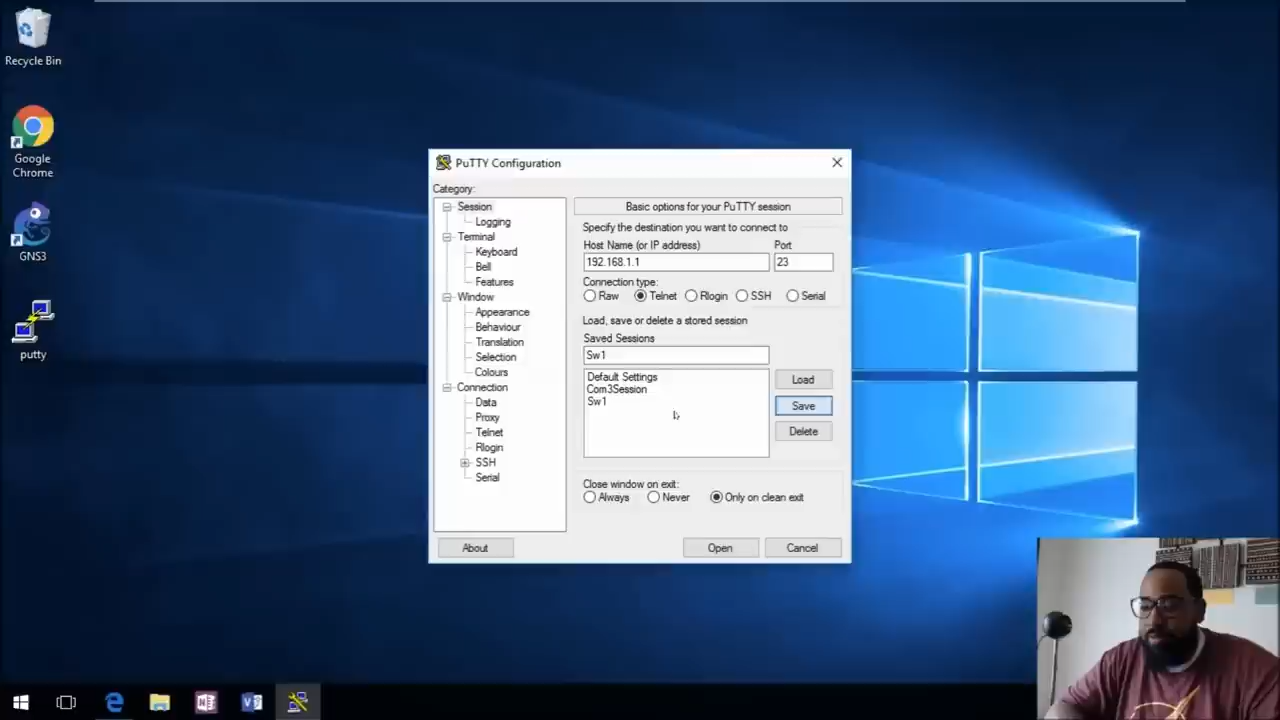 Recycle Bin
Google
Chrome
GNS3
putty
PuTTY Configuration
Category:
Session
Logging
Terminal
Keyboard
Bell
Features
Window
Appearance
Behaviour
Translation
Selection
Colours
Connection
Data
Proxy
Telnet
Rlogin
SSH
Serial
Basic options for your PuTTY session
Specify the destination you want to connect to
Host Name (or IP address) Port
192.168.1.1 23
Connection type:
Raw Telnet Rlogin SSH Serial
Load, save or delete a stored session
Saved Sessions
Sw1
Default Settings
Com3Session
Sw1
Load
Save
Delete
Close window on exit:
Always Never Only on clean exit
About Open Cancel